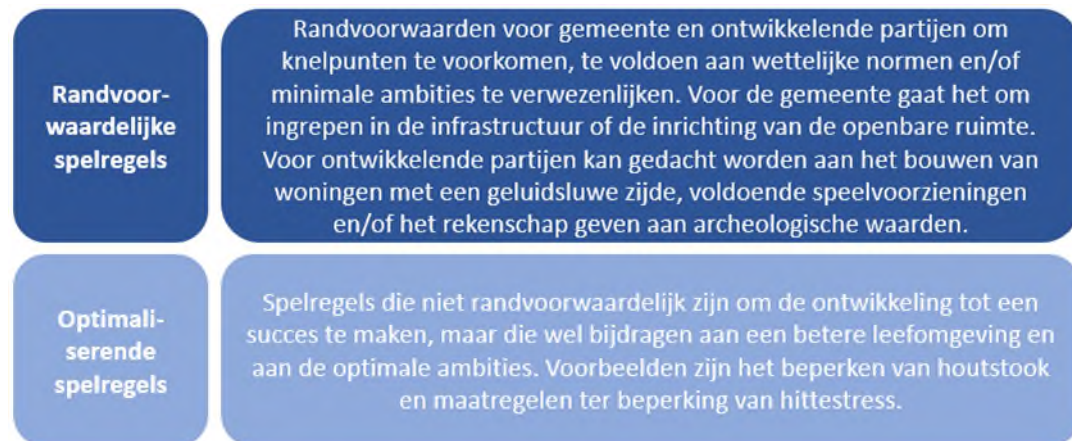 Randvoor-
waardelijke
spelregels
Randvoorwaarden voor gemeente en ontwikkelende partijen om
knelpunten te voorkomen, te voldoen aan wettelijke normen en/of
minimale ambities te verwezenlijken. Voor de gemeente gaat het om
ingrepen in de infrastructuur of de inrichting van de openbare ruimte.
Voor ontwikkelende partijen kan gedacht worden aan het bouwen van
woningen met een geluidsluwe zijde, voldoende speelvoorzieningen
en/of het rekenschap geven aan archeologische waarden.
Optimali-
serende
spelregels
Spelregels die niet randvoorwaardelijk zijn om de ontwikkeling tot een
succes te maken, maar die wel bijdragen aan een betere leefomgeving en
aan de optimale ambities. Voorbeelden zijn het beperken van houtstook
en maatregelen ter beperking van hittestress.